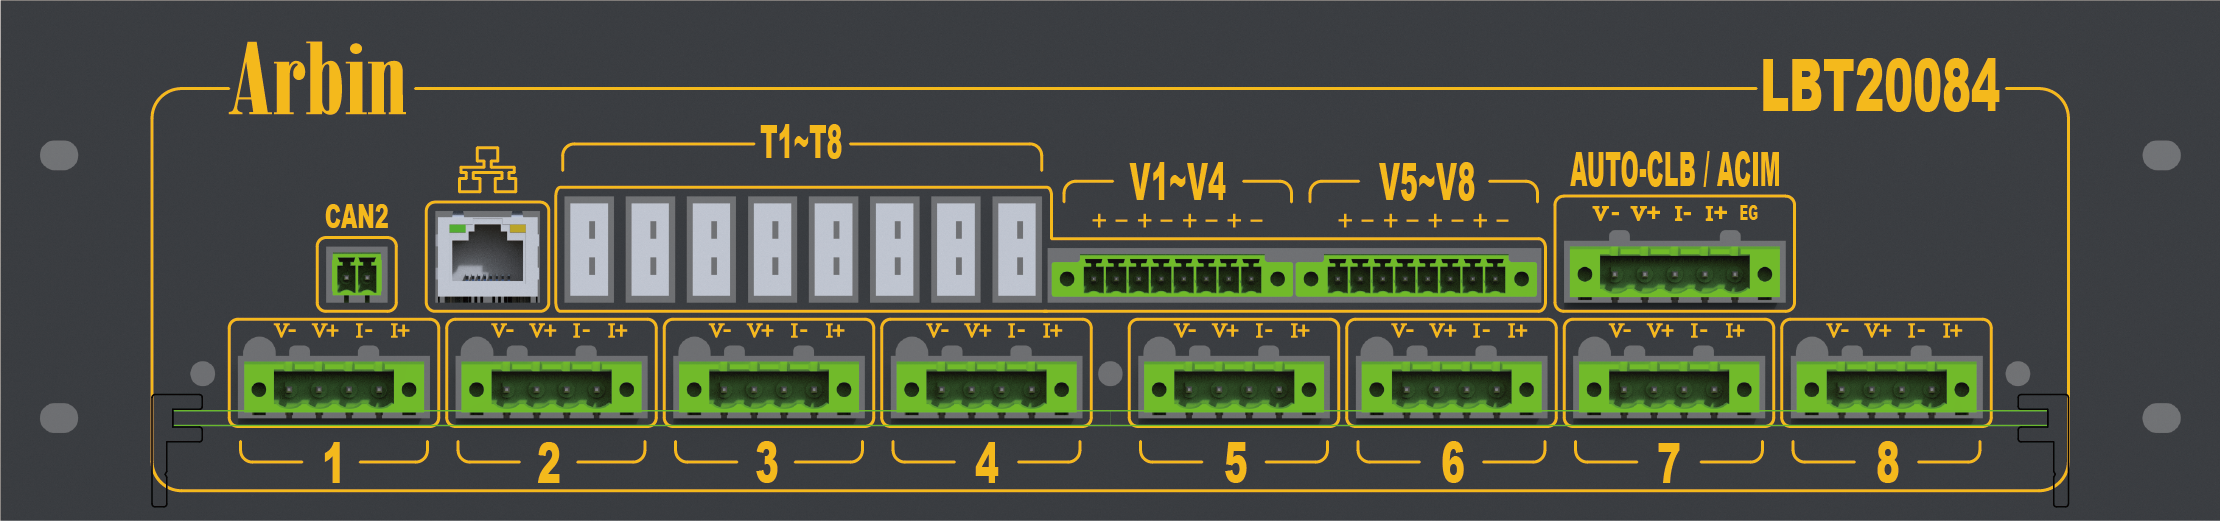 Arbin
LBT20084
T1~T8
AUTO-CLB / ACIM
V1~V4
V5~V8
CAN2
V- V+ I- I+ EG
+ - + - + - + -
+ - + - + - + -
V- V+ I- I+
V- V+ I- I+
V- V+ I- I+
V- V+ I- I+
V- V+ I- I+
V- V+ I- I+
V- V+ I- I+
V- V+ I- I+
1
2
3
4
5
6
7
8